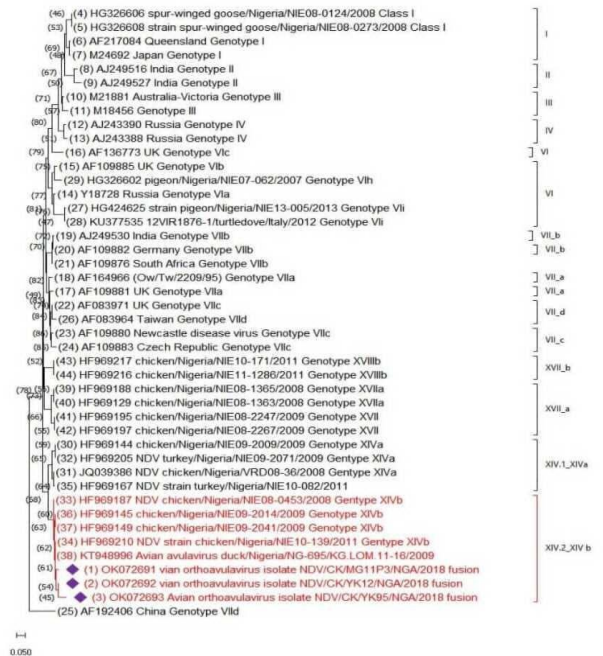 (4) HG326606 spur-winged goose/Nigeria/NIE08-0124/2008 Class I
(5) HG326608 strain spur-winged goose/Nigeria/NIE08-0273/2008 Class I
(6) AF217084 Queensland Genotype I
(7) M24692 Japan Genotype I
I
(8) AJ249516 India Genotype II
(9) AJ249527 India Genotype II
II
(10) M21881 Australia-Victoria Genotype III
(11) M18456 Genotype III
III
(12) AJ243390 Russia Genotype IV
(13) AJ243388 Russia Genotype IV
IV
(16) AF136773 UK Genotype VIc
VI
(15) AF109885 UK Genotype VIb
(29) HG326602 pigeon/Nigeria/NIE07-062/2007 Genotype VIh
(14) Y18728 Russia Genotype VIa
(27) HG424625 strain pigeon/Nigeria/NIE13-005/2013 Genotype VIi
(28) KU377535 12VIR1876-1/turtledove/Italy/2012 Genotype VIi
VI
(19) AJ249530 India Genotype VIIb
VII_b
(20) AF109882 Germany Genotype VIIb
(21) AF109876 South Africa Genotype VIIb
VII_b
(18) AF164966 (Ow/Tw/2209/95) Genotype VIIa
VII_a
(17) AF109881 UK Genotype VIIa
VII_a
(22) AF083971 UK Genotype VIIc
(26) AF083964 Taiwan Genotype VIId
VII_d
(23) AF109880 Newcastle disease virus Genotype VIIc
(24) AF109883 Czech Republic Genotype VIIc
VII_c
(43) HF969217 chicken/Nigeria/NIE10-171/2011 Genotype XVIIIb
(44) HF969216 chicken/Nigeria/NIE11-1286/2011 Genotype XVIIIb
XVII_b
(39) HF969188 chicken/Nigeria/NIE08-1365/2008 Genotype XVIIa
(40) HF969129 chicken/Nigeria/NIE08-1363/2008 Genotype XVIIa
(41) HF969195 chicken/Nigeria/NIE08-2247/2009 Genotype XVII
(42) HF969197 chicken/Nigeria/NIE08-2267/2009 Genotype XVII
XVII_a
(30) HF969144 chicken/Nigeria/NIE09-2009/2009 Genotype XIVa
(32) HF969205 NDV turkey/Nigeria/NIE09-2071/2009 Genotype XIVa
(31) JQ039386 NDV chicken/Nigeria/VRD08-36/2008 Genotype XIVa
(35) HF969167 NDV strain turkey/Nigeria/NIE10-082/2011
XIV.1_XIVa
(33) HF969187 NDV chicken/Nigeria/NIE08-0453/2008 Gentype XIVb
(36) HF969145 chicken/Nigeria/NIE09-2014/2009 Genotype XIVb
(37) HF969149 chicken/Nigeria/NIE09-2041/2009 Genotype XIVb
(34) HF969210 NDV strain chicken/Nigeria/NIE10-139/2011 Gentype XIVb
(38) KT948996 Avian avulavirus duck/Nigeria/NG-695/KG.LOM.11-16/2009
(1) OK072691 vian orthoavulavirus isolate NDV/CK/MG11P3/NGA/2018 fusion
(2) OK072692 vian orthoavulavirus isolate NDV/CK/YK12/NGA/2018 fusion
(3) OK072693 Avian orthoavulavirus isolate NDV/CK/YK95/NGA/2018 fusion
XIV.2_XIV b
(25) AF192406 China Genotype VIId
(46)
(53)
(69)
(67)
(71)
(80)
(79)
(77)
(72)
(70)
(82)
(52)
(78)
(66)
(65)
(63)
(62)
(61)
(54)
(45)
0.050